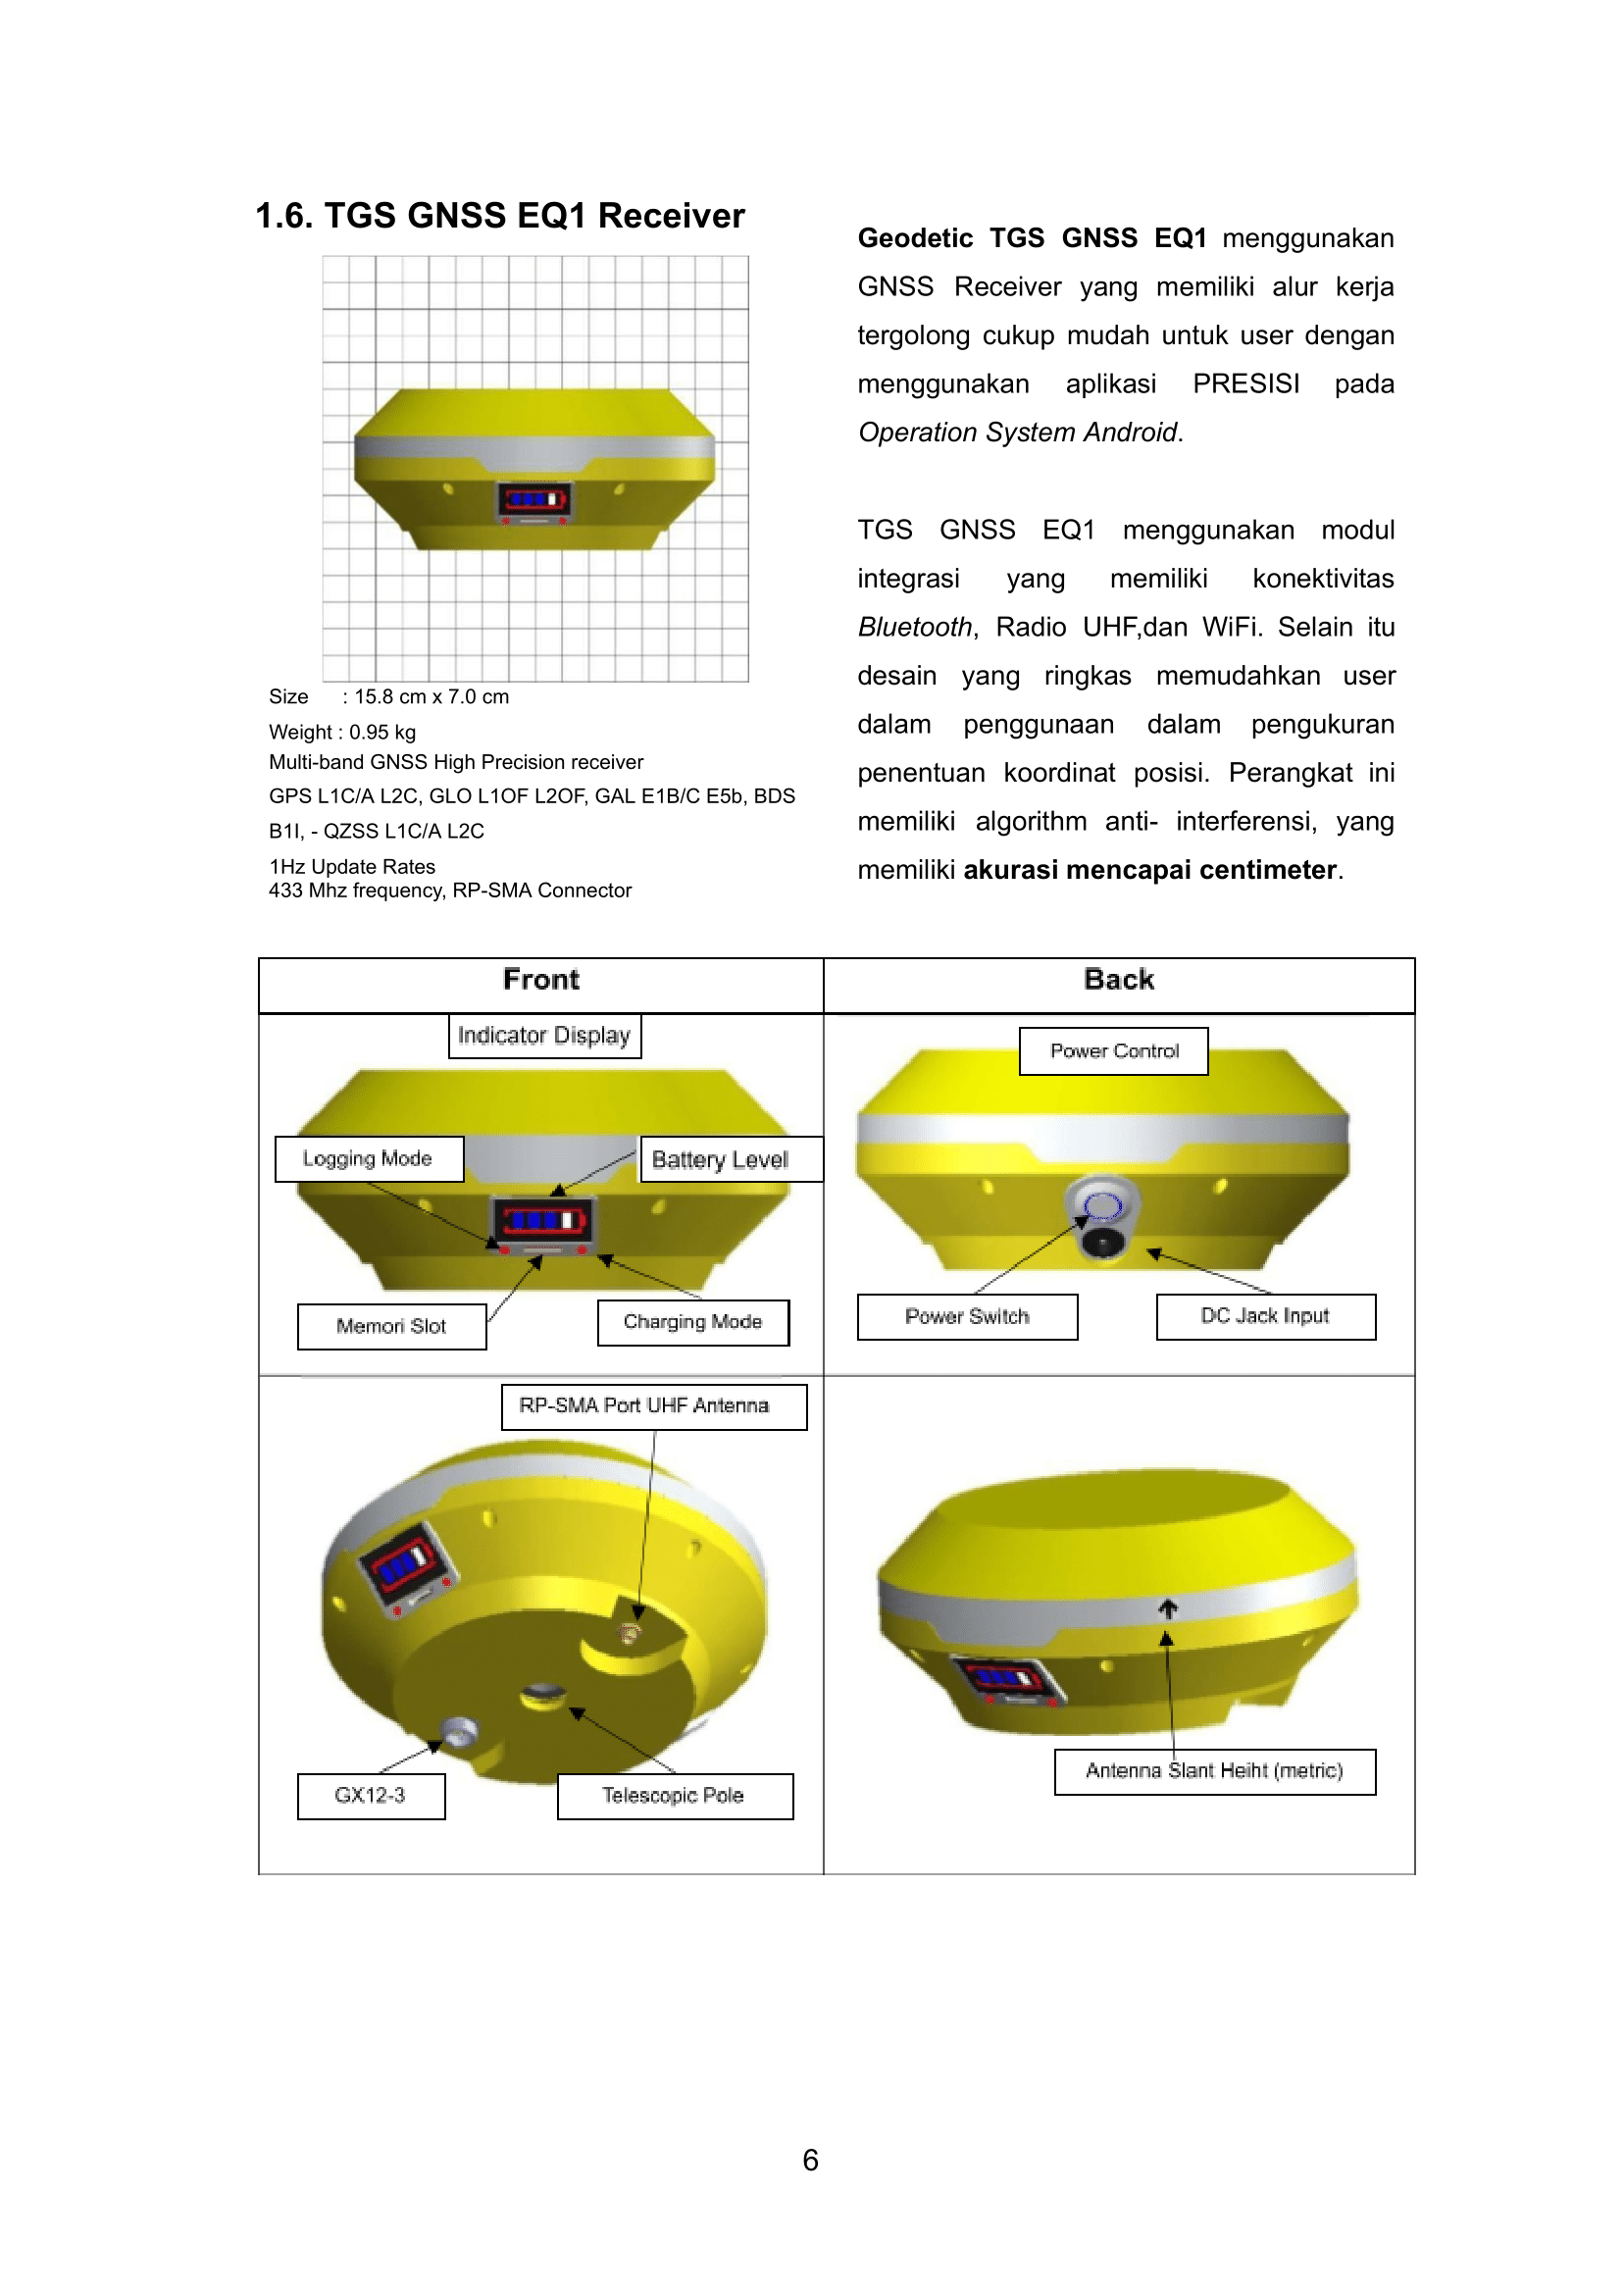 1.6. TGS GNSS EQ1 Receiver
Size : 15.8 cm x 7.0 cm
Weight : 0.95 kg
Multi-band GNSS High Precision receiver
GPS L1C/A L2C, GLO L1OF L2OF, GAL E1B/C E5b, BDS
B1I, - QZSS L1C/A L2C
1Hz Update Rates
433 Mhz frequency, RP-SMA Connector
Geodetic TGS GNSS EQ1 menggunakan
GNSS Receiver yang memiliki alur kerja
tergolong cukup mudah untuk user dengan
menggunakan aplikasi PRESISI pada
Operation System Android.
TGS GNSS EQ1 menggunakan modul
integrasi yang memiliki konektivitas
Bluetooth, Radio UHF,dan WiFi. Selain itu
desain yang ringkas memudahkan user
dalam penggunaan dalam pengukuran
penentuan koordinat posisi. Perangkat ini
memiliki algorithm anti- interferensi, yang
memiliki akurasi mencapai centimeter.
Front
Back
Indicator Display
Logging Mode
Battery Level
Memori Slot
Charging Mode
Power Control
Power Switch
DC Jack Input
RP-SMA Port UHF Antenna
GX12-3
Telescopic Pole
Antenna Slant Heiht (metric)
6